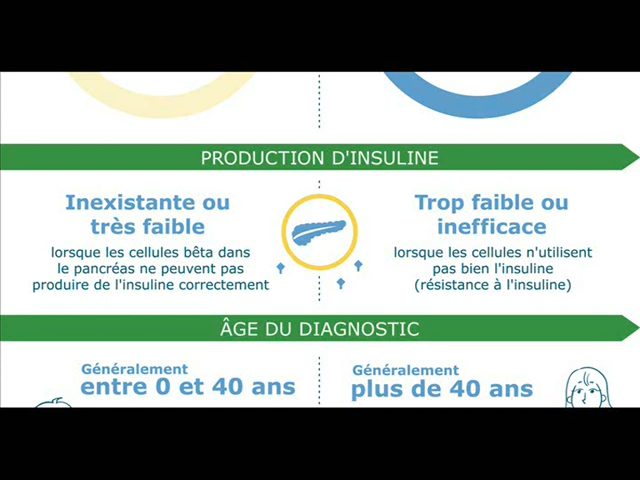 PRODUCTION D'INSULINE
Inexistante ou
très faible
lorsque les cellules bêta dans
le pancréas ne peuvent pas
produire de l'insuline correctement
Trop faible ou
inefficace
lorsque les cellules n'utilisent
pas bien l'insuline
(résistance à l'insuline)
ÂGE DU DIAGNOSTIC
Généralement
entre 0 et 40 ans
Généralement
plus de 40 ans